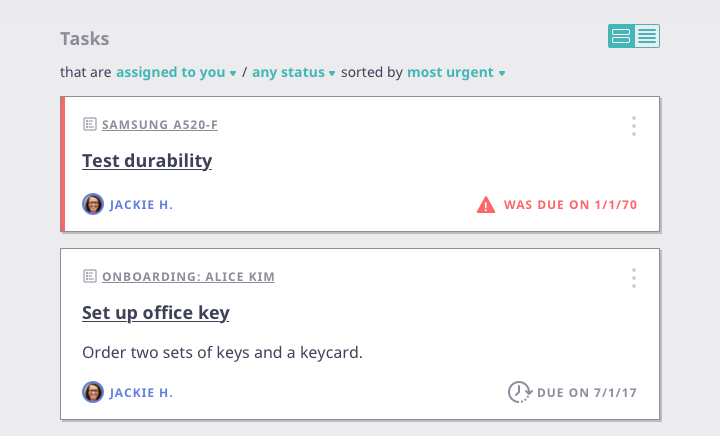 Tasks
that are assigned to you / any status sorted by most urgent
SAMSUNG A520-F
Test durability
JACKIE H.
WAS DUE ON 1/1/70
ONBOARDING: ALICE KIM
Set up office key
Order two sets of keys and a keycard.
JACKIE H.
DUE ON 7/1/17